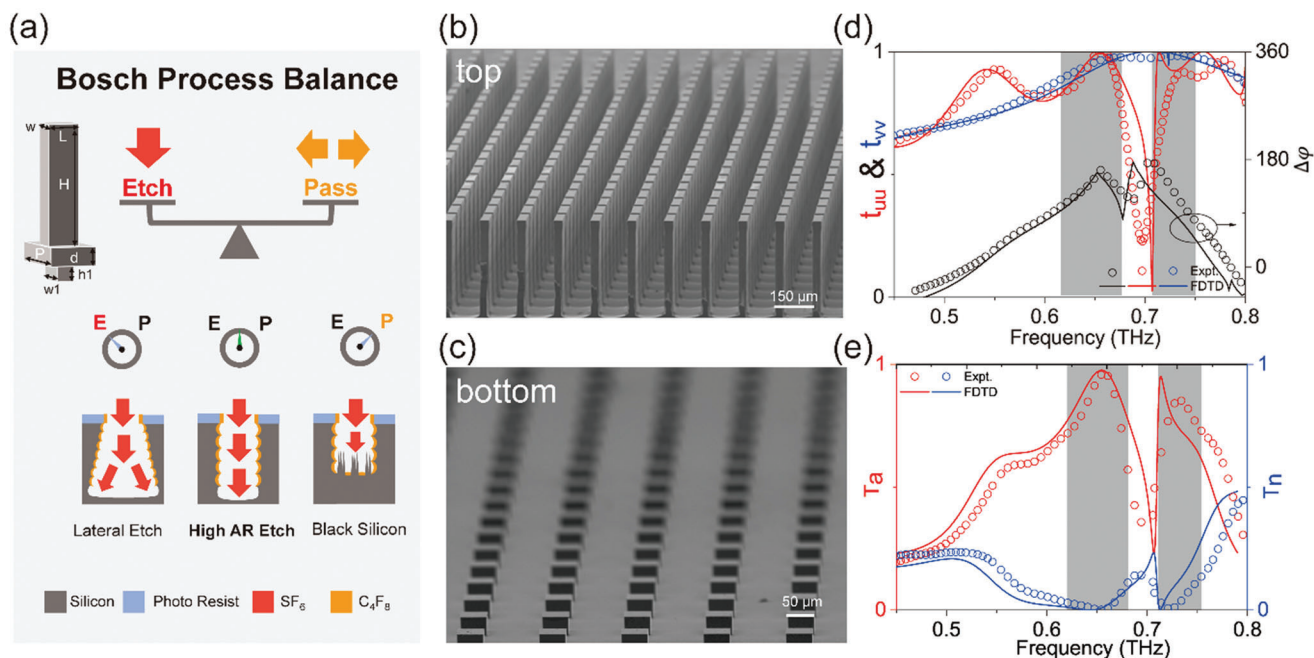 (a)
Bosch Process Balance
w
L
H
P
d
h1
w1
Etch
Pass
E P
E P
E P
Lateral Etch
High AR Etch
Black Silicon
Silicon
Photo Resist
SF₆
C₄F₈
(b)
top
150 μm
(c)
bottom
50 μm
(d)
1
0
t_uu & t_vv
360
180
0
Δφ
Expt.
FDTD
0.5 0.6 0.7 0.8
Frequency (THz)
(e)
1
0
Ta
1
0
Tn
Expt.
FDTD
0.5 0.6 0.7 0.8
Frequency (THz)